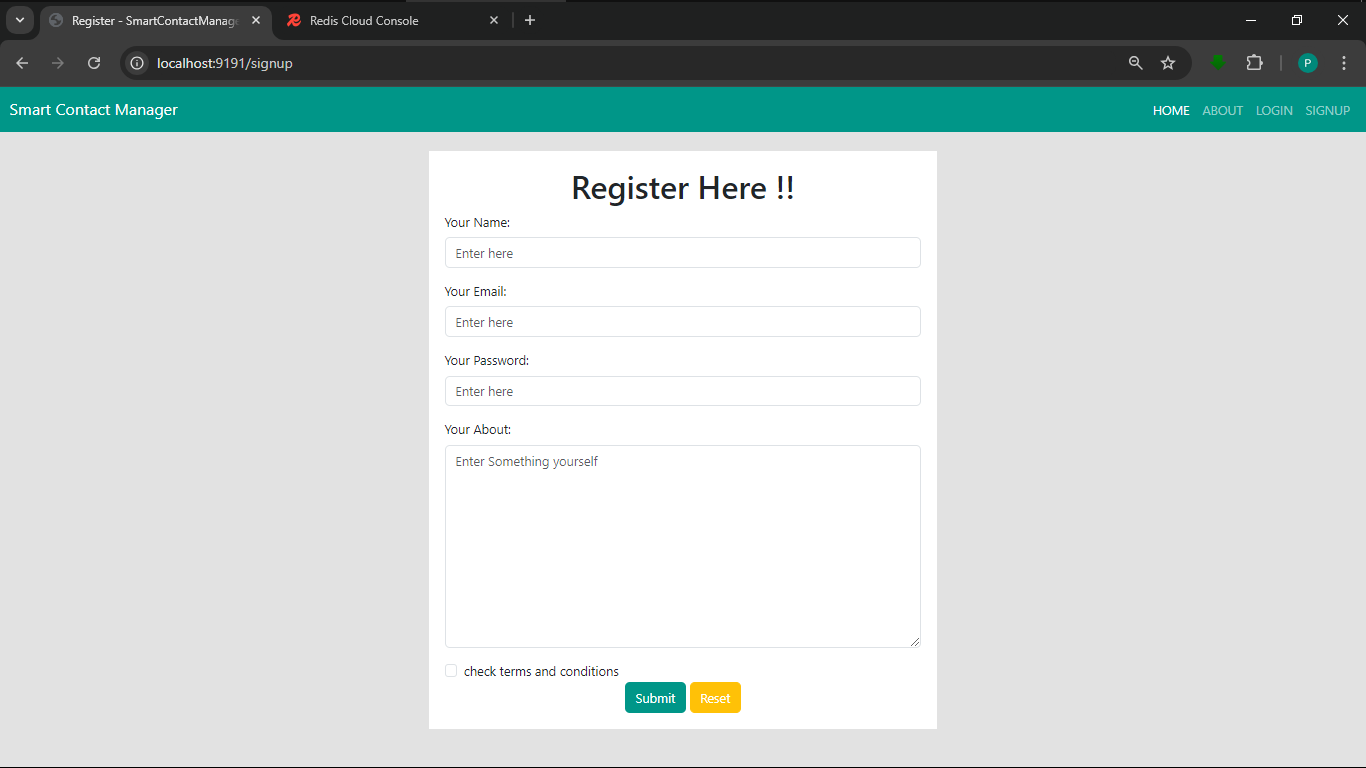 Register - SmartContactManage
Redis Cloud Console
localhost:9191/signup
P
Smart Contact Manager
HOME ABOUT LOGIN SIGNUP
Register Here !!
Your Name:
Enter here
Your Email:
Enter here
Your Password:
Enter here
Your About:
Enter Something yourself
check terms and conditions
Submit Reset